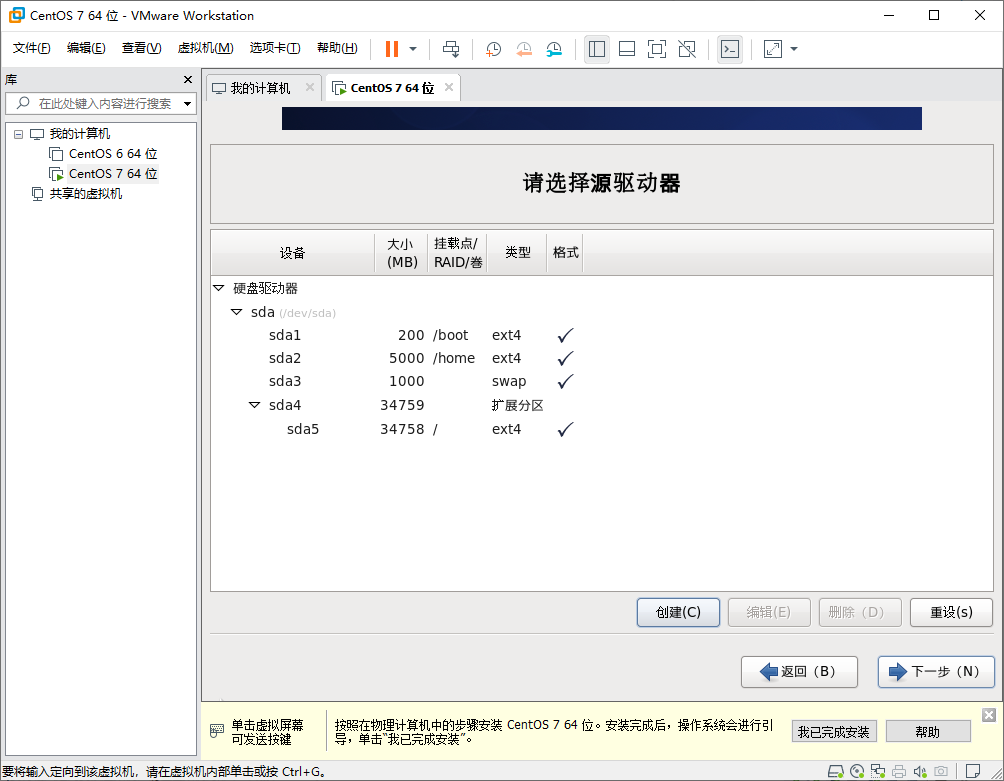 CentOS 7 64 位 - VMware Workstation
文件(F) 编辑(E) 查看(V) 虚拟机(M) 选项卡(T) 帮助(H)
库
在此处键入内容进行搜索
我的计算机
CentOS 6 64 位
CentOS 7 64 位
共享的虚拟机
我的计算机 CentOS 7 64 位
请选择源驱动器
设备 大小 (MB) 挂载点/ RAID/卷 类型 格式
硬盘驱动器
sda (/dev/sda)
sda1 200 /boot ext4
sda2 5000 /home ext4
sda3 1000 swap
sda4 34759 扩展分区
sda5 34758 / ext4
创建(C) 编辑(E) 删除（D） 重设(s)
返回（B） 下一步（N）
单击虚拟屏幕
可发送按键
按照在物理计算机中的步骤安装 CentOS 7 64 位。安装完成后，操作系统会进行引
导，单击“我已完成安装”。
我已完成安装 帮助
要将输入定向到该虚拟机，请在虚拟机内部单击或按 Ctrl+G。